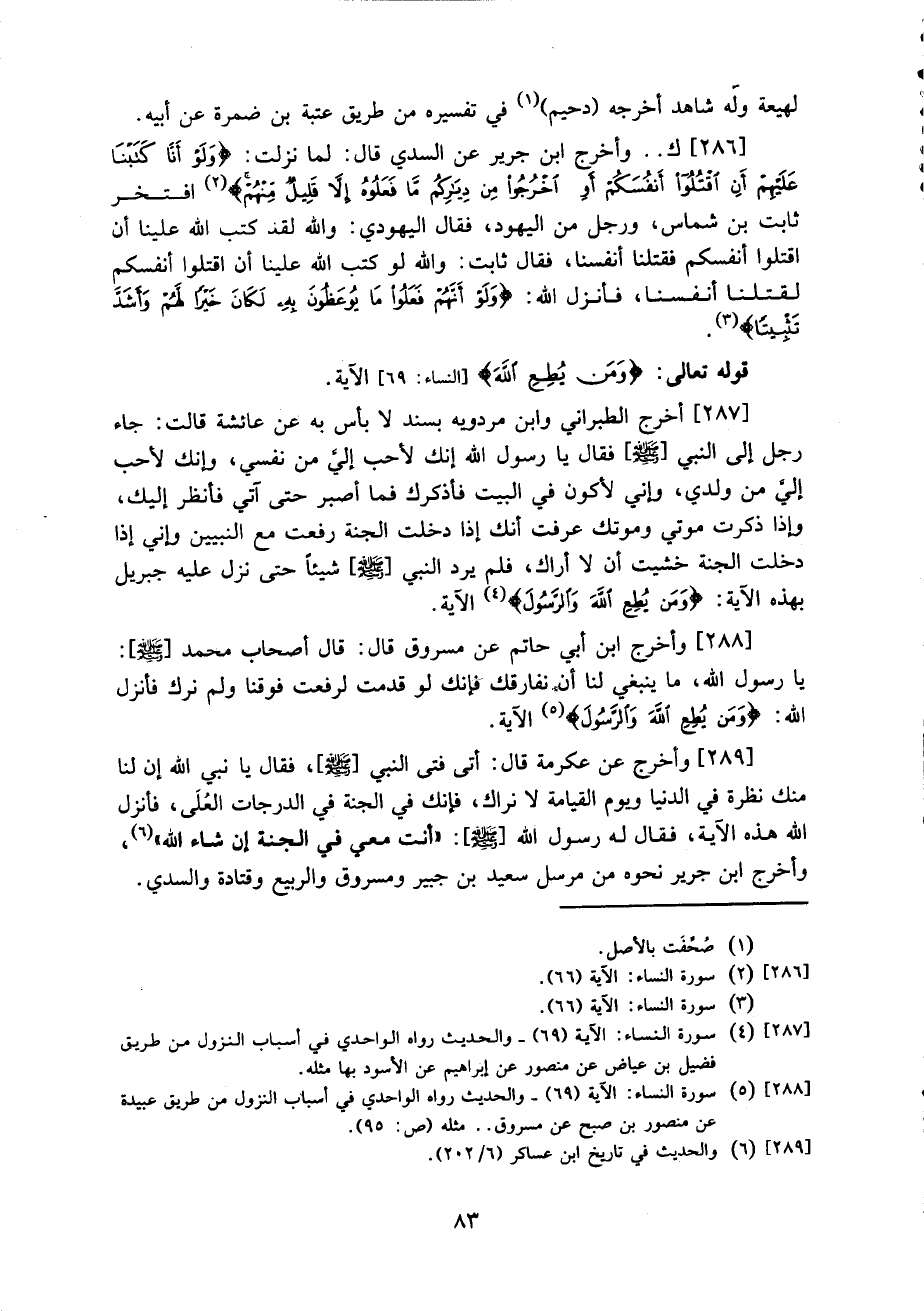 لهيعة وله شاهد أخرجه (دحيم)(١) في تفسيره من طريق عتبة بن ضمرة عن أبيه.
[٢٨٦] ك.. وأخرج ابن جرير عن السدي قال: لما نزلت: ﴿وَلَوْ أَنَّا كَتَبْنَا
عَلَيْهِمْ أَنِ ٱقْتُلُوٓا۟ أَنفُسَكُمْ أَوِ ٱخْرُجُوا۟ مِن دِيَـٰرِكُم مَّا فَعَلُوهُ إِلَّا قَلِيلٌ مِّنْهُمْ ۖ﴾(٢) افتخر
ثابت بن شماس، ورجل من اليهود، فقال اليهودي: والله لقد كتب الله علينا أن
اقتلوا أنفسكم فقتلنا أنفسنا، فقال ثابت: والله لو كتب الله علينا أن اقتلوا أنفسكم
لقتلنا أنفسنا، فأنزل الله: ﴿وَلَوْ أَنَّهُمْ فَعَلُوا۟ مَا يُوعَظُونَ بِهِۦ لَكَانَ خَيْرًا لَّهُمْ وَأَشَدَّ
تَثْبِيتًا﴾(٣).
قوله تعالى: ﴿وَمَن يُطِعِ ٱللَّهَ﴾ [النساء: ٦٩] الآية.
[٢٨٧] أخرج الطبراني وابن مردويه بسند لا بأس به عن عائشة قالت: جاء
رجل إلى النبي [ﷺ] فقال يا رسول الله إنك لأحب إليَّ من نفسي، وإنك لأحب
إليَّ من ولدي، وإني لأكون في البيت فأذكرك فما أصبر حتى آتي فأنظر إليك،
وإذا ذكرت موتي وموتك عرفت أنك إذا دخلت الجنة رفعت مع النبيين وإني إذا
دخلت الجنة خشيت أن لا أراك، فلم يرد النبي [ﷺ] شيئاً حتى نزل عليه جبريل
بهذه الآية: ﴿وَمَن يُطِعِ ٱللَّهَ وَٱلرَّسُولَ﴾(٤) الآية.
[٢٨٨] وأخرج ابن أبي حاتم عن مسروق قال: قال أصحاب محمد [ﷺ]:
يا رسول الله، ما ينبغي لنا أن نفارقك فإنك لو قدمت لرفعت فوقنا ولم نرك فأنزل
الله: ﴿وَمَن يُطِعِ ٱللَّهَ وَٱلرَّسُولَ﴾(٥) الآية.
[٢٨٩] وأخرج عن عكرمة قال: أتى فتى النبي [ﷺ]، فقال يا نبي الله إن لنا
منك نظرة في الدنيا ويوم القيامة لا نراك، فإنك في الجنة في الدرجات العُلَى، فأنزل
الله هذه الآية، فقال له رسول الله [ﷺ]: «أنت معي في الجنة إن شاء الله»(٦)،
وأخرج ابن جرير نحوه من مرسل سعيد بن جبير ومسروق والربيع وقتادة والسدي.
(١) صُحِّفَت بالأصل.
[٢٨٦] (٢) سورة النساء: الآية (٦٦).
(٣) سورة النساء: الآية (٦٦).
[٢٨٧] (٤) سورة النساء: الآية (٦٩) ـ والحديث رواه الواحدي في أسباب النزول من طريق
فضيل بن عياض عن منصور عن إبراهيم عن الأسود بها مثله.
[٢٨٨] (٥) سورة النساء: الآية (٦٩) ـ والحديث رواه الواحدي في أسباب النزول من طريق عبيدة
عن منصور بن صبح عن مسروق.. مثله (ص: ٩٥).
[٢٨٩] (٦) والحديث في تاريخ ابن عساكر (٢٠٢/٦).
٨٣